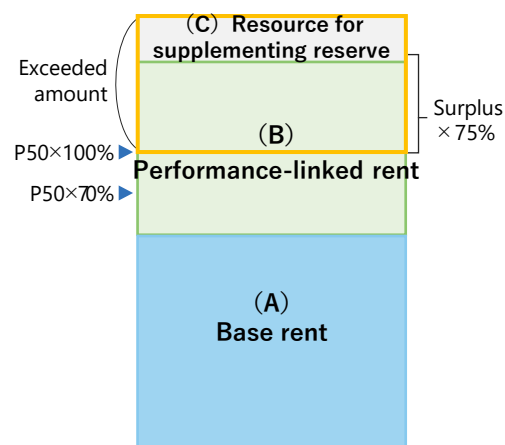 (C) Resource for
supplementing reserve
Exceeded
amount
Surplus
×75%
(B)
P50×100%
Performance-linked rent
P50×70%
(A)
Base rent